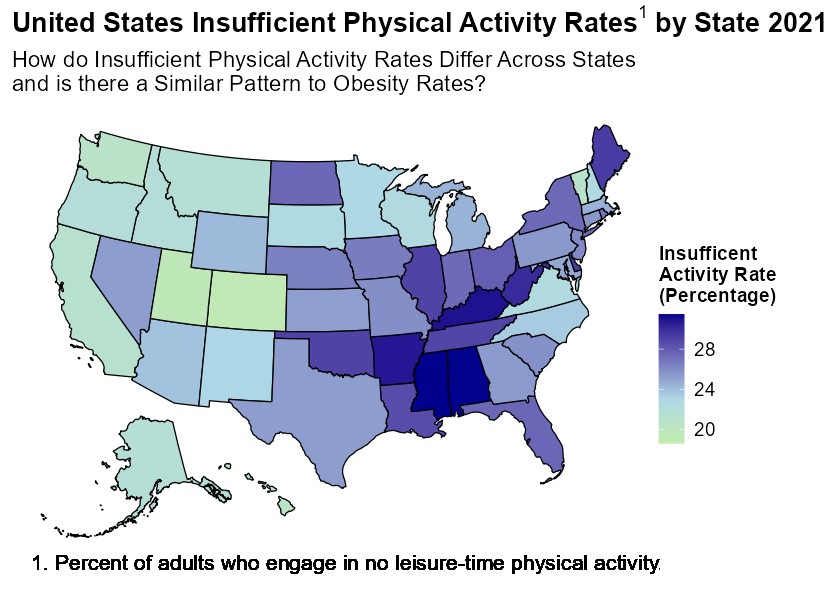 United States Insufficient Physical Activity Rates1 by State 2021
How do Insufficient Physical Activity Rates Differ Across States
and is there a Similar Pattern to Obesity Rates?
Insufficent
Activity Rate
(Percentage)
28
24
20
1. Percent of adults who engage in no leisure-time physical activity.